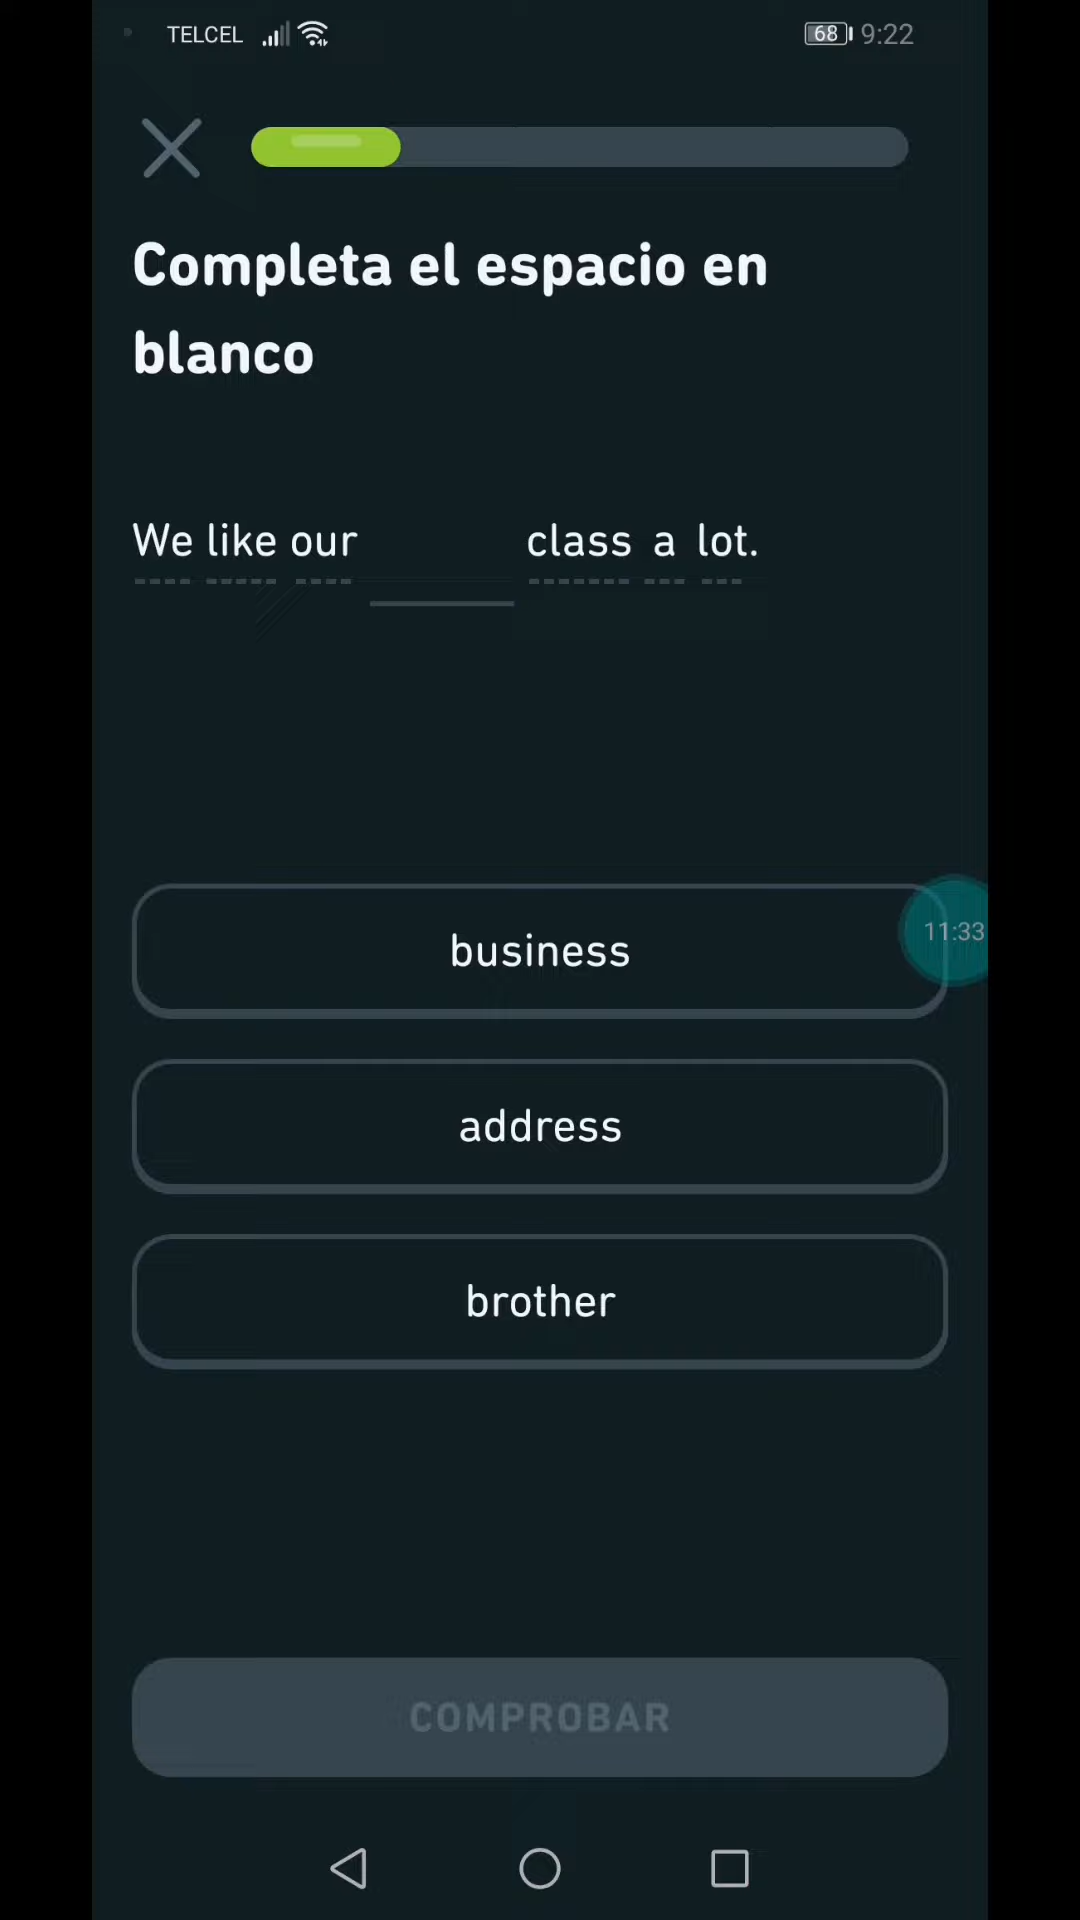 TELCEL 68 9:22
Completa el espacio en
blanco
We like our ______ class a lot.
business
11:33
address
brother
COMPROBAR